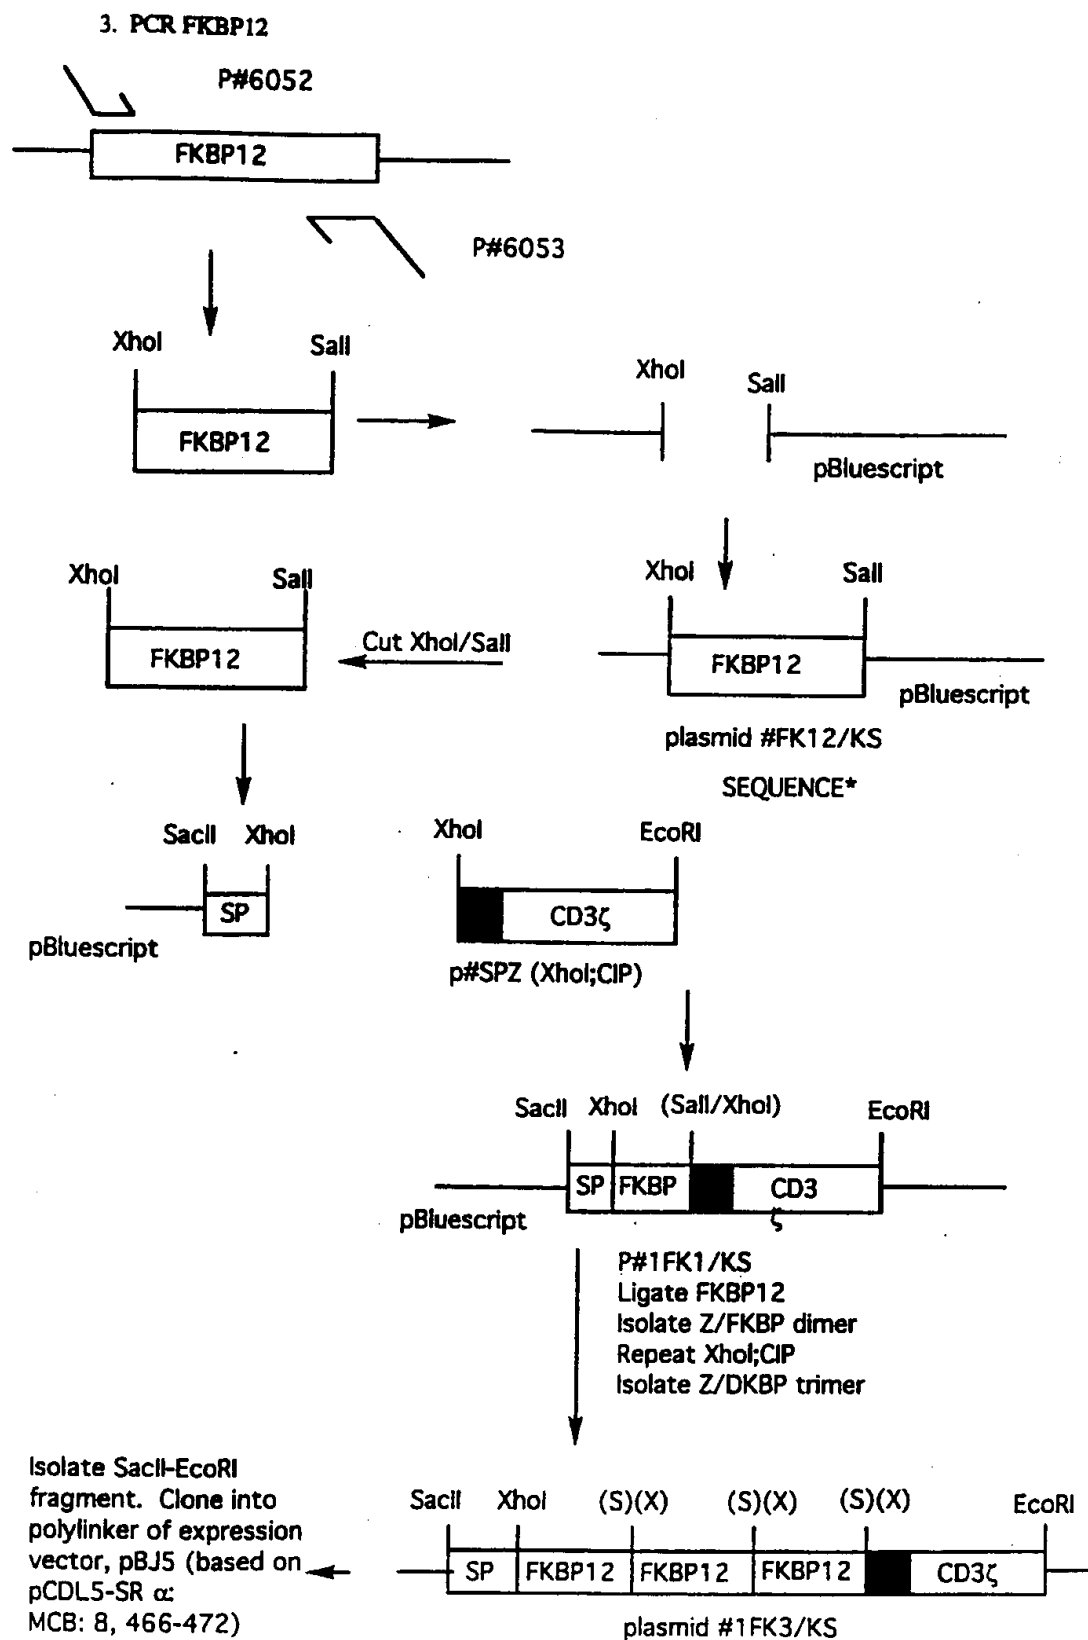 3. PCR FKBP12
P#6052
FKBP12
P#6053
XhoI SalI
FKBP12
XhoI SalI
pBluescript
XhoI SalI
FKBP12
Cut XhoI/SalI
XhoI SalI
FKBP12
pBluescript
plasmid #FK12/KS
SEQUENCE*
SacII XhoI
SP
pBluescript
XhoI EcoRI
CD3ζ
p#SPZ (XhoI;CIP)
SacII XhoI (SalI/XhoI) EcoRI
SP FKBP CD3
ζ
pBluescript
P#1FK1/KS
Ligate FKBP12
Isolate Z/FKBP dimer
Repeat XhoI;CIP
Isolate Z/DKBP trimer
Isolate SacII-EcoRI
fragment. Clone into
polylinker of expression
vector, pBJ5 (based on
pCDL5-SR α:
MCB: 8, 466-472)
SacII XhoI (S)(X) (S)(X) (S)(X) EcoRI
SP FKBP12 FKBP12 FKBP12 CD3ζ
plasmid #1FK3/KS